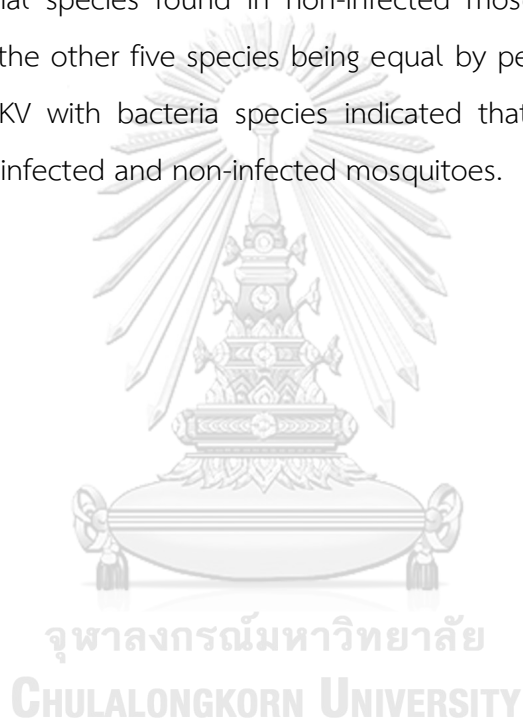 ial species found in non-infected mos
the other five species being equal by pe
KV with bacteria species indicated that
infected and non-infected mosquitoes.
จุฬาลงกรณ์มหาวิทยาลัย
CHULALONGKORN UNIVERSITY